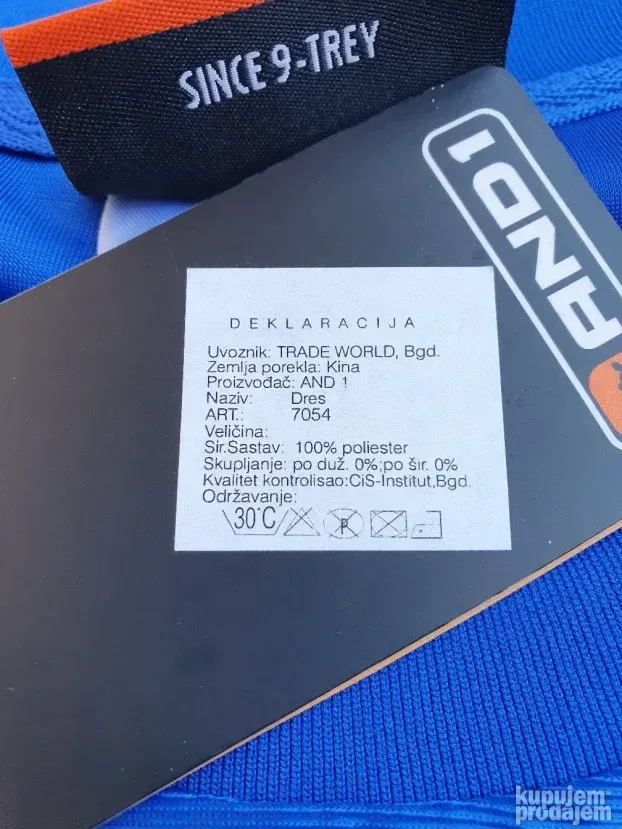 SINCE 9-TREY
AND1
DEKLARACIJA
Uvoznik: TRADE WORLD, Bgd.
Zemlja porekla: Kina
Proizvođač: AND 1
Naziv: Dres
ART.: 7054
Veličina:
Sir.Sastav: 100% poliester
Skupljanje: po duž. 0%;po šir. 0%
Kvalitet kontrolisao:CiS-Institut,Bgd.
Održavanje:
30°C P
kupujem
prodajem